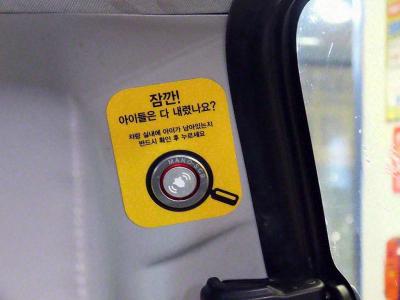 잠깐!
아이들은 다 내렸나요?
차량 실내에 아이가 남아있는지
반드시 확인 후 누르세요